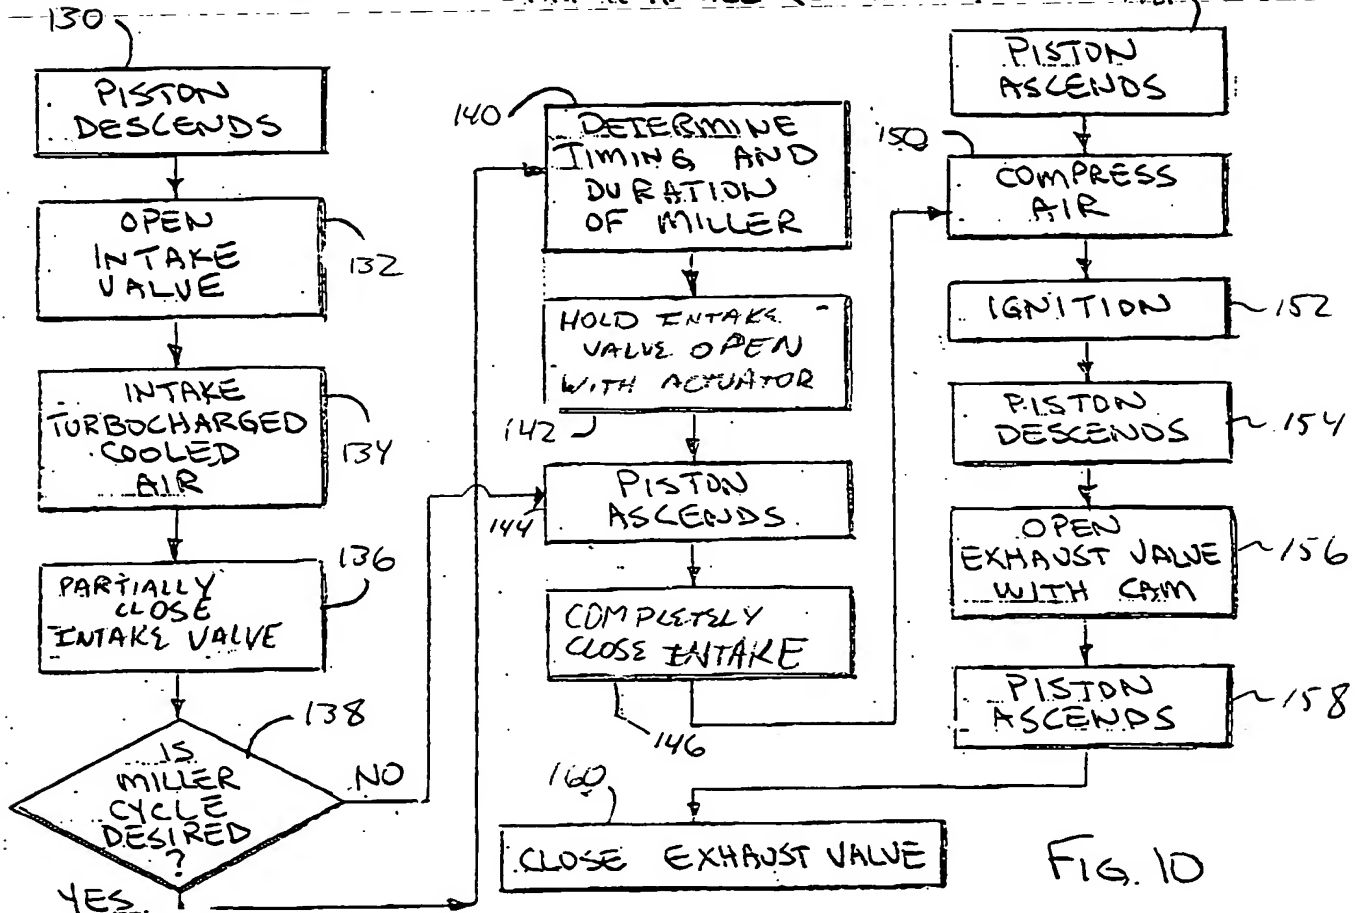 130
PISTON
DESCENDS
OPEN
INTAKE
VALVE
132
INTAKE
TURBOCHARGED
COOLED
AIR
134
PARTIALLY
CLOSE
INTAKE VALVE
136
138
IS
MILLER
CYCLE
DESIRED
?
NO
YES
140
DETERMINE
TIMING AND
DURATION
OF MILLER
HOLD INTAKE
VALVE OPEN
WITH ACTUATOR
142
PISTON
ASCENDS
144
COMPLETELY
CLOSE INTAKE
146
PISTON
ASCENDS
150
COMPRESS
AIR
IGNITION
152
PISTON
DESCENDS
154
OPEN
EXHAUST VALVE
WITH CAM
156
PISTON
ASCENDS
158
160
CLOSE EXHAUST VALVE
FIG. 10